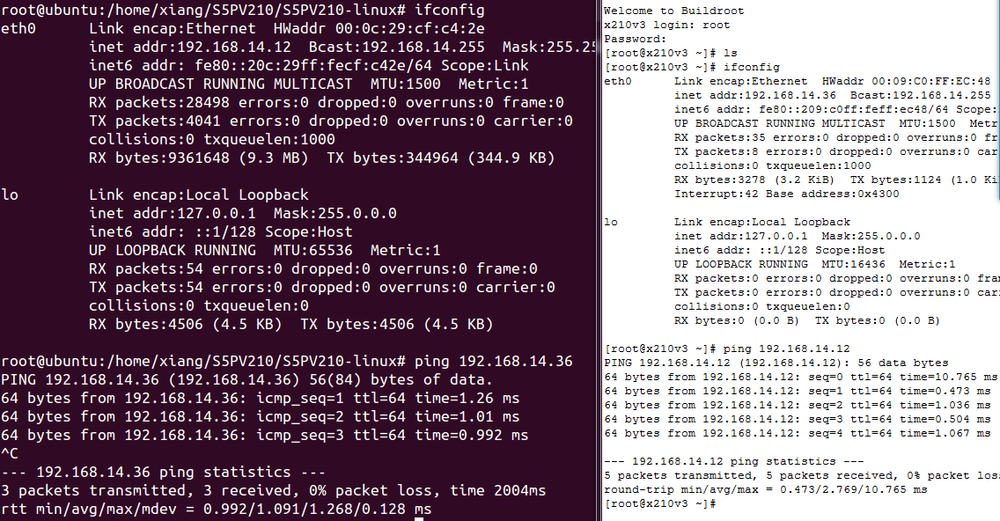 root@ubuntu:/home/xiang/S5PV210/S5PV210-linux# ifconfig
eth0      Link encap:Ethernet  HWaddr 00:0c:29:cf:c4:2e
          inet addr:192.168.14.12  Bcast:192.168.14.255  Mask:255.25
          inet6 addr: fe80::20c:29ff:fecf:c42e/64 Scope:Link
          UP BROADCAST RUNNING MULTICAST  MTU:1500  Metric:1
          RX packets:28498 errors:0 dropped:0 overruns:0 frame:0
          TX packets:4041 errors:0 dropped:0 overruns:0 carrier:0
          collisions:0 txqueuelen:1000
          RX bytes:9361648 (9.3 MB)  TX bytes:344964 (344.9 KB)
lo        Link encap:Local Loopback
          inet addr:127.0.0.1  Mask:255.0.0.0
          inet6 addr: ::1/128 Scope:Host
          UP LOOPBACK RUNNING  MTU:65536  Metric:1
          RX packets:54 errors:0 dropped:0 overruns:0 frame:0
          TX packets:54 errors:0 dropped:0 overruns:0 carrier:0
          collisions:0 txqueuelen:0
          RX bytes:4506 (4.5 KB)  TX bytes:4506 (4.5 KB)
root@ubuntu:/home/xiang/S5PV210/S5PV210-linux# ping 192.168.14.36
PING 192.168.14.36 (192.168.14.36) 56(84) bytes of data.
64 bytes from 192.168.14.36: icmp_seq=1 ttl=64 time=1.26 ms
64 bytes from 192.168.14.36: icmp_seq=2 ttl=64 time=1.01 ms
64 bytes from 192.168.14.36: icmp_seq=3 ttl=64 time=0.992 ms
^C
--- 192.168.14.36 ping statistics ---
3 packets transmitted, 3 received, 0% packet loss, time 2004ms
rtt min/avg/max/mdev = 0.992/1.091/1.268/0.128 ms
Welcome to Buildroot
x210v3 login: root
Password:
[root@x210v3 ~]# ls
[root@x210v3 ~]# ifconfig
eth0      Link encap:Ethernet  HWaddr 00:09:C0:FF:EC:48
          inet addr:192.168.14.36  Bcast:192.168.14.255
          inet6 addr: fe80::209:c0ff:feff:ec48/64 Scope:
          UP BROADCAST RUNNING MULTICAST  MTU:1500  Metr
          RX packets:35 errors:0 dropped:0 overruns:0 fr
          TX packets:8 errors:0 dropped:0 overruns:0 car
          collisions:0 txqueuelen:1000
          RX bytes:3278 (3.2 KiB)  TX bytes:1124 (1.0 Ki
          Interrupt:42 Base address:0x4300
lo        Link encap:Local Loopback
          inet addr:127.0.0.1  Mask:255.0.0.0
          inet6 addr: ::1/128 Scope:Host
          UP LOOPBACK RUNNING  MTU:16436  Metric:1
          RX packets:0 errors:0 dropped:0 overruns:0 fra
          TX packets:0 errors:0 dropped:0 overruns:0 car
          collisions:0 txqueuelen:0
          RX bytes:0 (0.0 B)  TX bytes:0 (0.0 B)
[root@x210v3 ~]# ping 192.168.14.12
PING 192.168.14.12 (192.168.14.12): 56 data bytes
64 bytes from 192.168.14.12: seq=0 ttl=64 time=10.765 ms
64 bytes from 192.168.14.12: seq=1 ttl=64 time=0.473 ms
64 bytes from 192.168.14.12: seq=2 ttl=64 time=1.036 ms
64 bytes from 192.168.14.12: seq=3 ttl=64 time=0.504 ms
64 bytes from 192.168.14.12: seq=4 ttl=64 time=1.067 ms
--- 192.168.14.12 ping statistics ---
5 packets transmitted, 5 packets received, 0% packet los
round-trip min/avg/max = 0.473/2.769/10.765 ms
[root@x210v3 ~]#